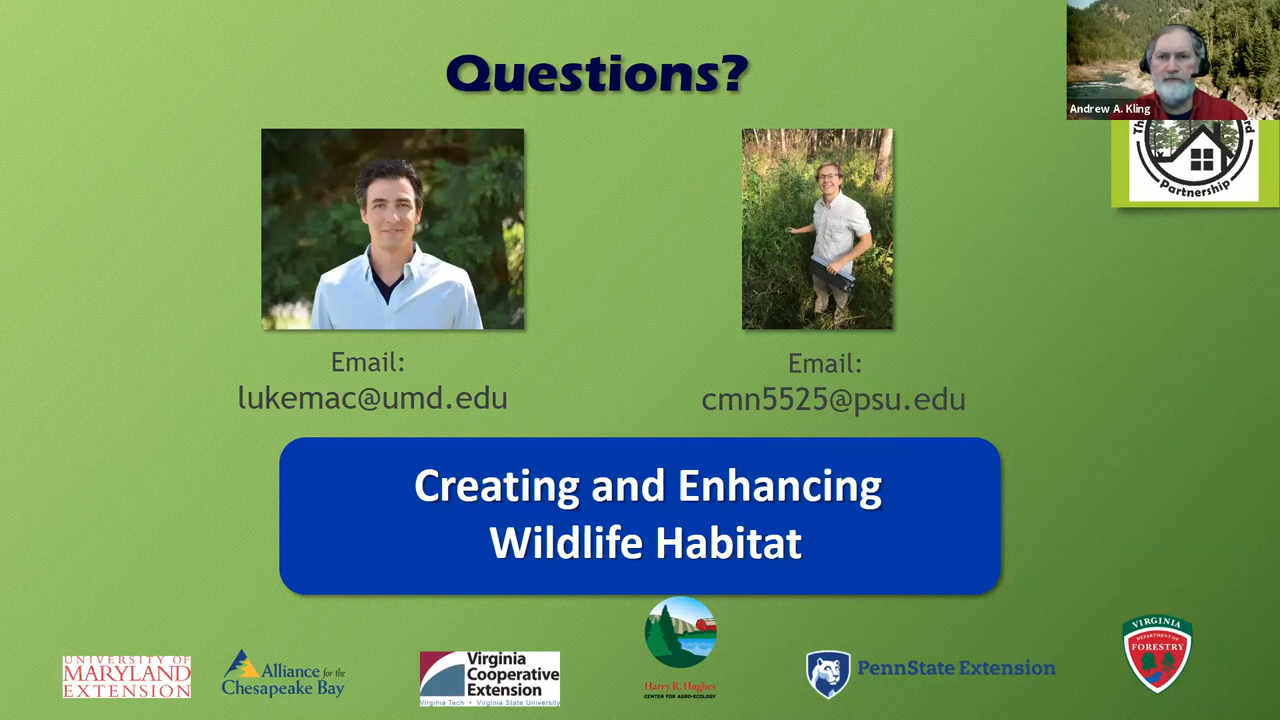 Questions?
Andrew A. Kling
Partnership
Email:
lukemac@umd.edu
Email:
cmn5525@psu.edu
Creating and Enhancing
Wildlife Habitat
UNIVERSITY OF
MARYLAND
EXTENSION
Alliance for the
Chesapeake Bay
Virginia
Cooperative
Extension
Virginia Tech • Virginia State University
Harry R. Hughes
CENTER FOR AGRO-ECOLOGY
PennState Extension
VIRGINIA
DEPARTMENT OF
FORESTRY